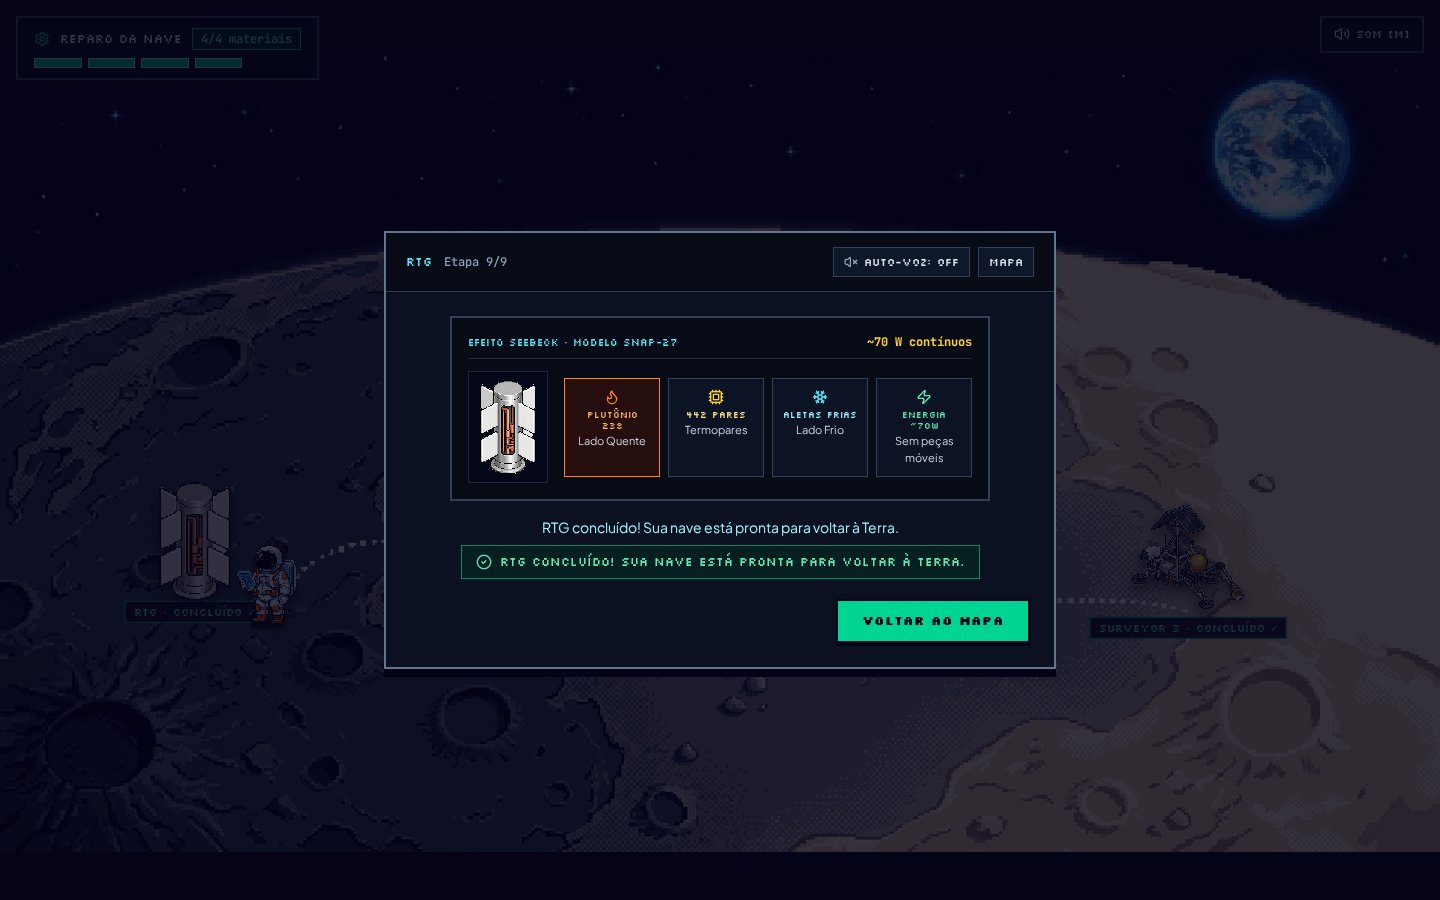 REPARO DA NAVE 4/4 materiais
SOM [M]
RTG Etapa 9/9
AUTO-VOZ: OFF
MAPA
EFEITO SEEBECK · MODELO SNAP-27
~70 W contínuos
PLUTÔNIO
238
Lado Quente
442 PARES
Termopares
ALETAS FRIAS
Lado Frio
ENERGIA
~70W
Sem peças
móveis
RTG concluído! Sua nave está pronta para voltar à Terra.
RTG CONCLUÍDO! SUA NAVE ESTÁ PRONTA PARA VOLTAR À TERRA.
VOLTAR AO MAPA
RTG · CONCLUÍDO ✓
SURVEYOR 3 · CONCLUÍDO ✓